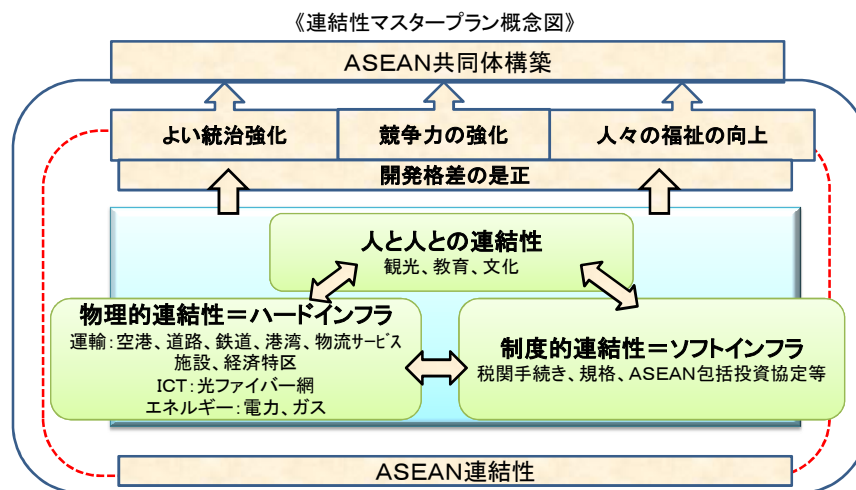 《連結性マスタープラン概念図》
ASEAN共同体構築
よい統治強化
競争力の強化
人々の福祉の向上
開発格差の是正
人と人との連結性
観光、教育、文化
物理的連結性＝ハードインフラ
運輸：空港、道路、鉄道、港湾、物流ｻｰﾋﾞｽ
施設、経済特区
ICT：光ファイバー網
エネルギー：電力、ガス
制度的連結性＝ソフトインフラ
税関手続き、規格、ASEAN包括投資協定等
ASEAN連結性